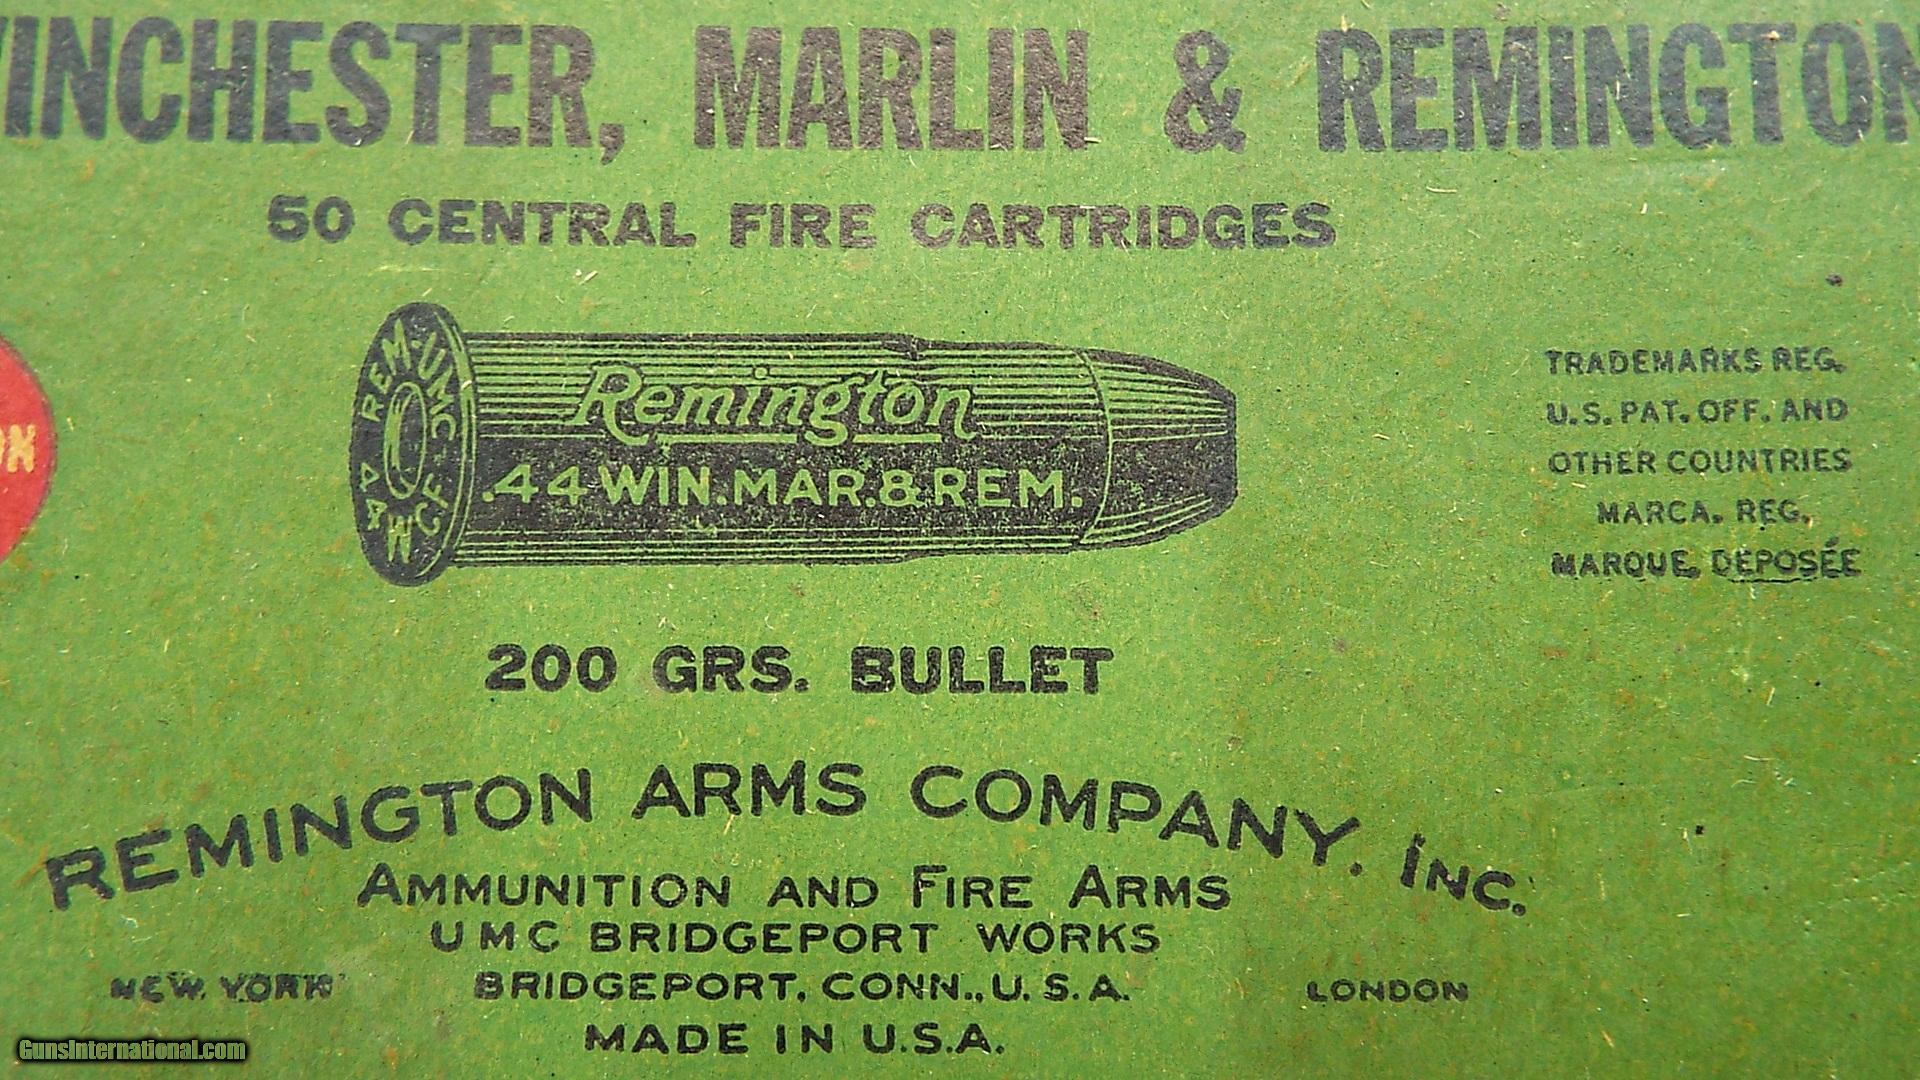 WINCHESTER, MARLIN & REMINGTON
50 CENTRAL FIRE CARTRIDGES
REM-UMC
44 W CF
Remington
.44 WIN.MAR.&REM.
ON
TRADEMARKS REG.
U.S. PAT. OFF. AND
OTHER COUNTRIES
MARCA. REG.
MARQUE, DEPOSÉE
200 GRS. BULLET
REMINGTON ARMS COMPANY. INC.
AMMUNITION AND FIRE ARMS
UMC BRIDGEPORT WORKS
NEW YORK BRIDGEPORT. CONN., U.S.A. LONDON
MADE IN U.S.A.
GunsInternational.com